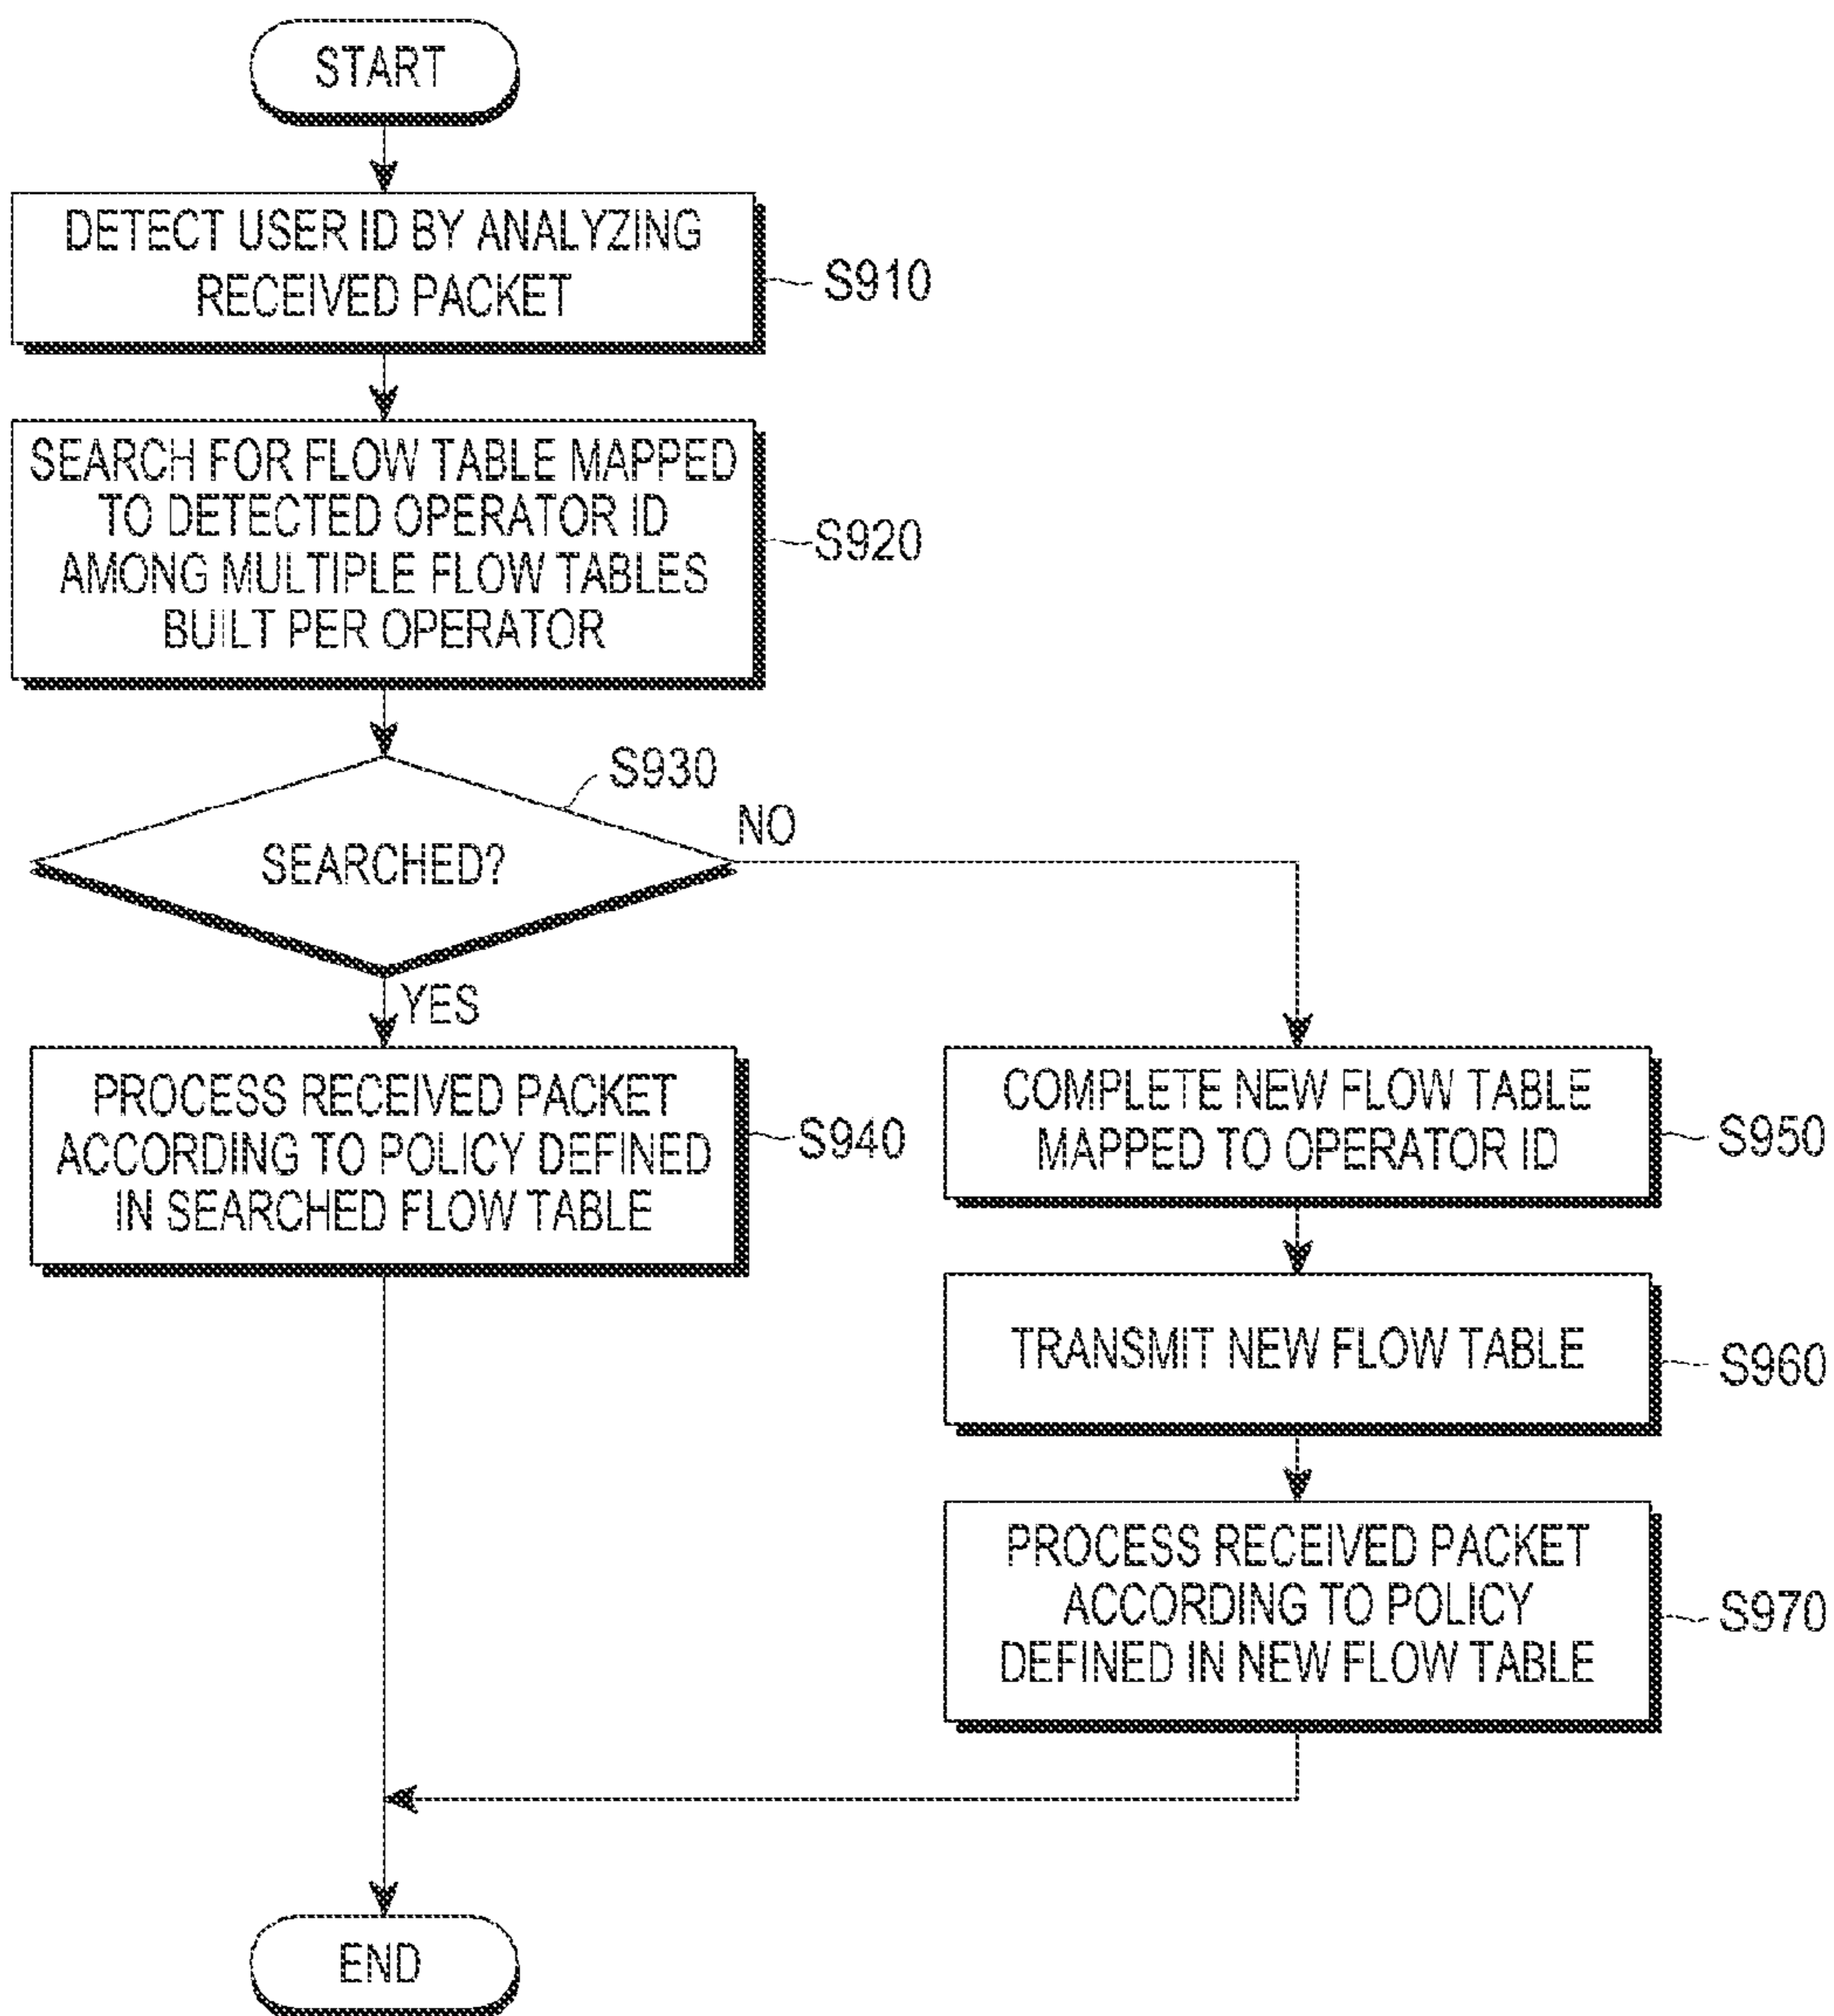 START
DETECT USER ID BY ANALYZING
RECEIVED PACKET
S910
SEARCH FOR FLOW TABLE MAPPED
TO DETECTED OPERATOR ID
AMONG MULTIPLE FLOW TABLES
BUILT PER OPERATOR
S920
S930
SEARCHED?
NO
YES
PROCESS RECEIVED PACKET
ACCORDING TO POLICY DEFINED
IN SEARCHED FLOW TABLE
S940
COMPLETE NEW FLOW TABLE
MAPPED TO OPERATOR ID
S950
TRANSMIT NEW FLOW TABLE
S960
PROCESS RECEIVED PACKET
ACCORDING TO POLICY
DEFINED IN NEW FLOW TABLE
S970
END